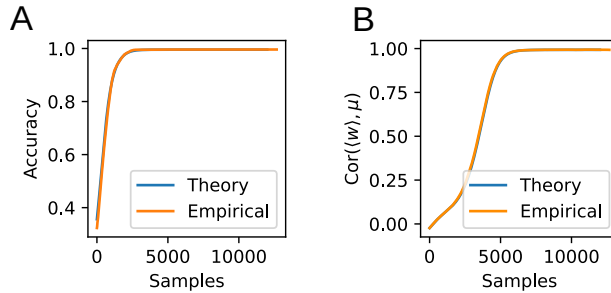 A
Accuracy
1.0
0.8
0.6
0.4
Theory
Empirical
0
5000
10000
Samples
B
Cor(⟨w⟩, μ)
1.00
0.75
0.50
0.25
0.00
Theory
Empirical
0
5000
10000
Samples